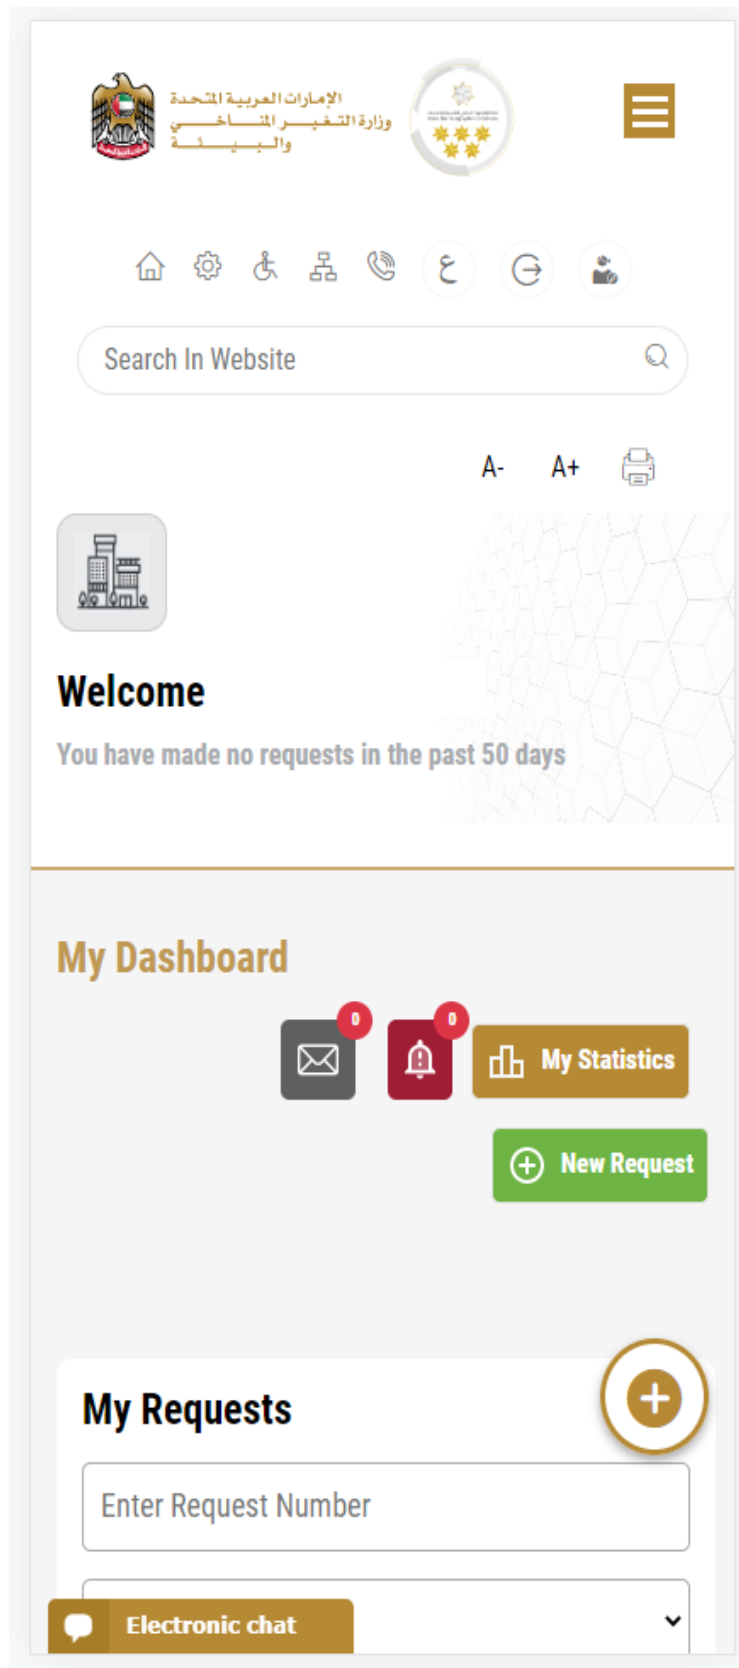 الإمارات العربية المتحدة
وزارة التغيير المناخي
والبيئة
ع
Search In Website
A- A+
Welcome
You have made no requests in the past 50 days
My Dashboard
0 0
My Statistics
New Request
My Requests
Enter Request Number
Electronic chat